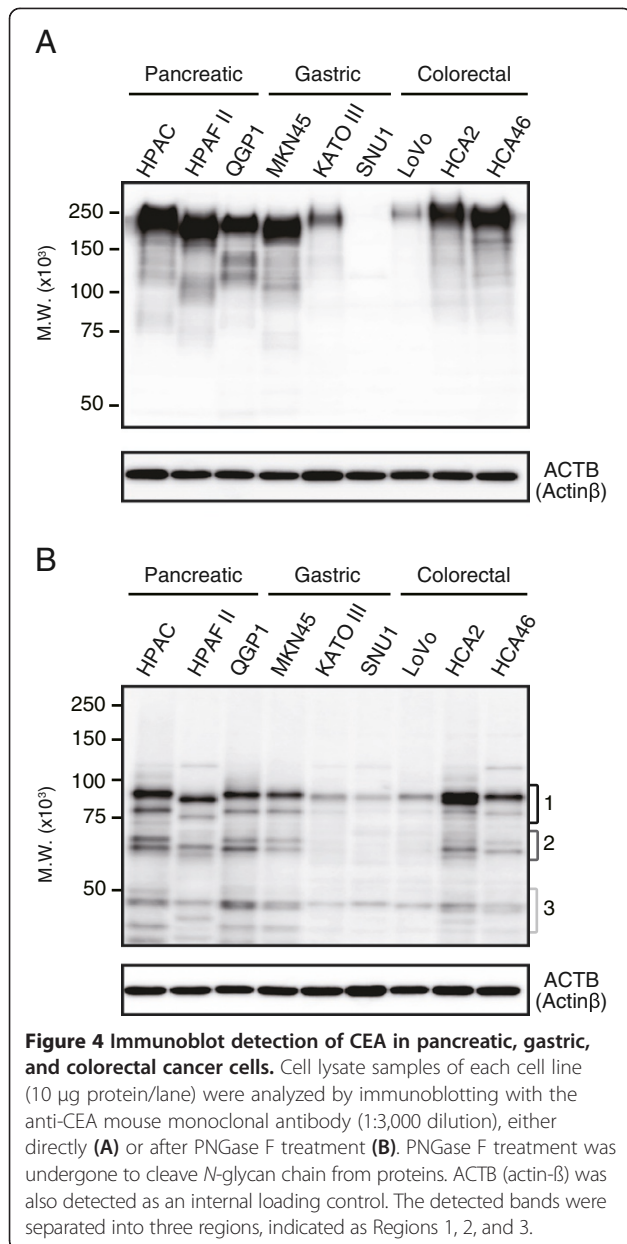 A
Pancreatic Gastric Colorectal
HPAC HPAF II QGP1 MKN45 KATO III SNU1 LoVo HCA2 HCA46
M.W. (x10³)
250
150
100
75
50
ACTB
(Actinβ)
B
Pancreatic Gastric Colorectal
HPAC HPAF II QGP1 MKN45 KATO III SNU1 LoVo HCA2 HCA46
M.W. (x10³)
250
150
100
75
50
1
2
3
ACTB
(Actinβ)
Figure 4 Immunoblot detection of CEA in pancreatic, gastric,
and colorectal cancer cells. Cell lysate samples of each cell line
(10 μg protein/lane) were analyzed by immunoblotting with the
anti-CEA mouse monoclonal antibody (1:3,000 dilution), either
directly (A) or after PNGase F treatment (B). PNGase F treatment was
undergone to cleave N-glycan chain from proteins. ACTB (actin-ß) was
also detected as an internal loading control. The detected bands were
separated into three regions, indicated as Regions 1, 2, and 3.